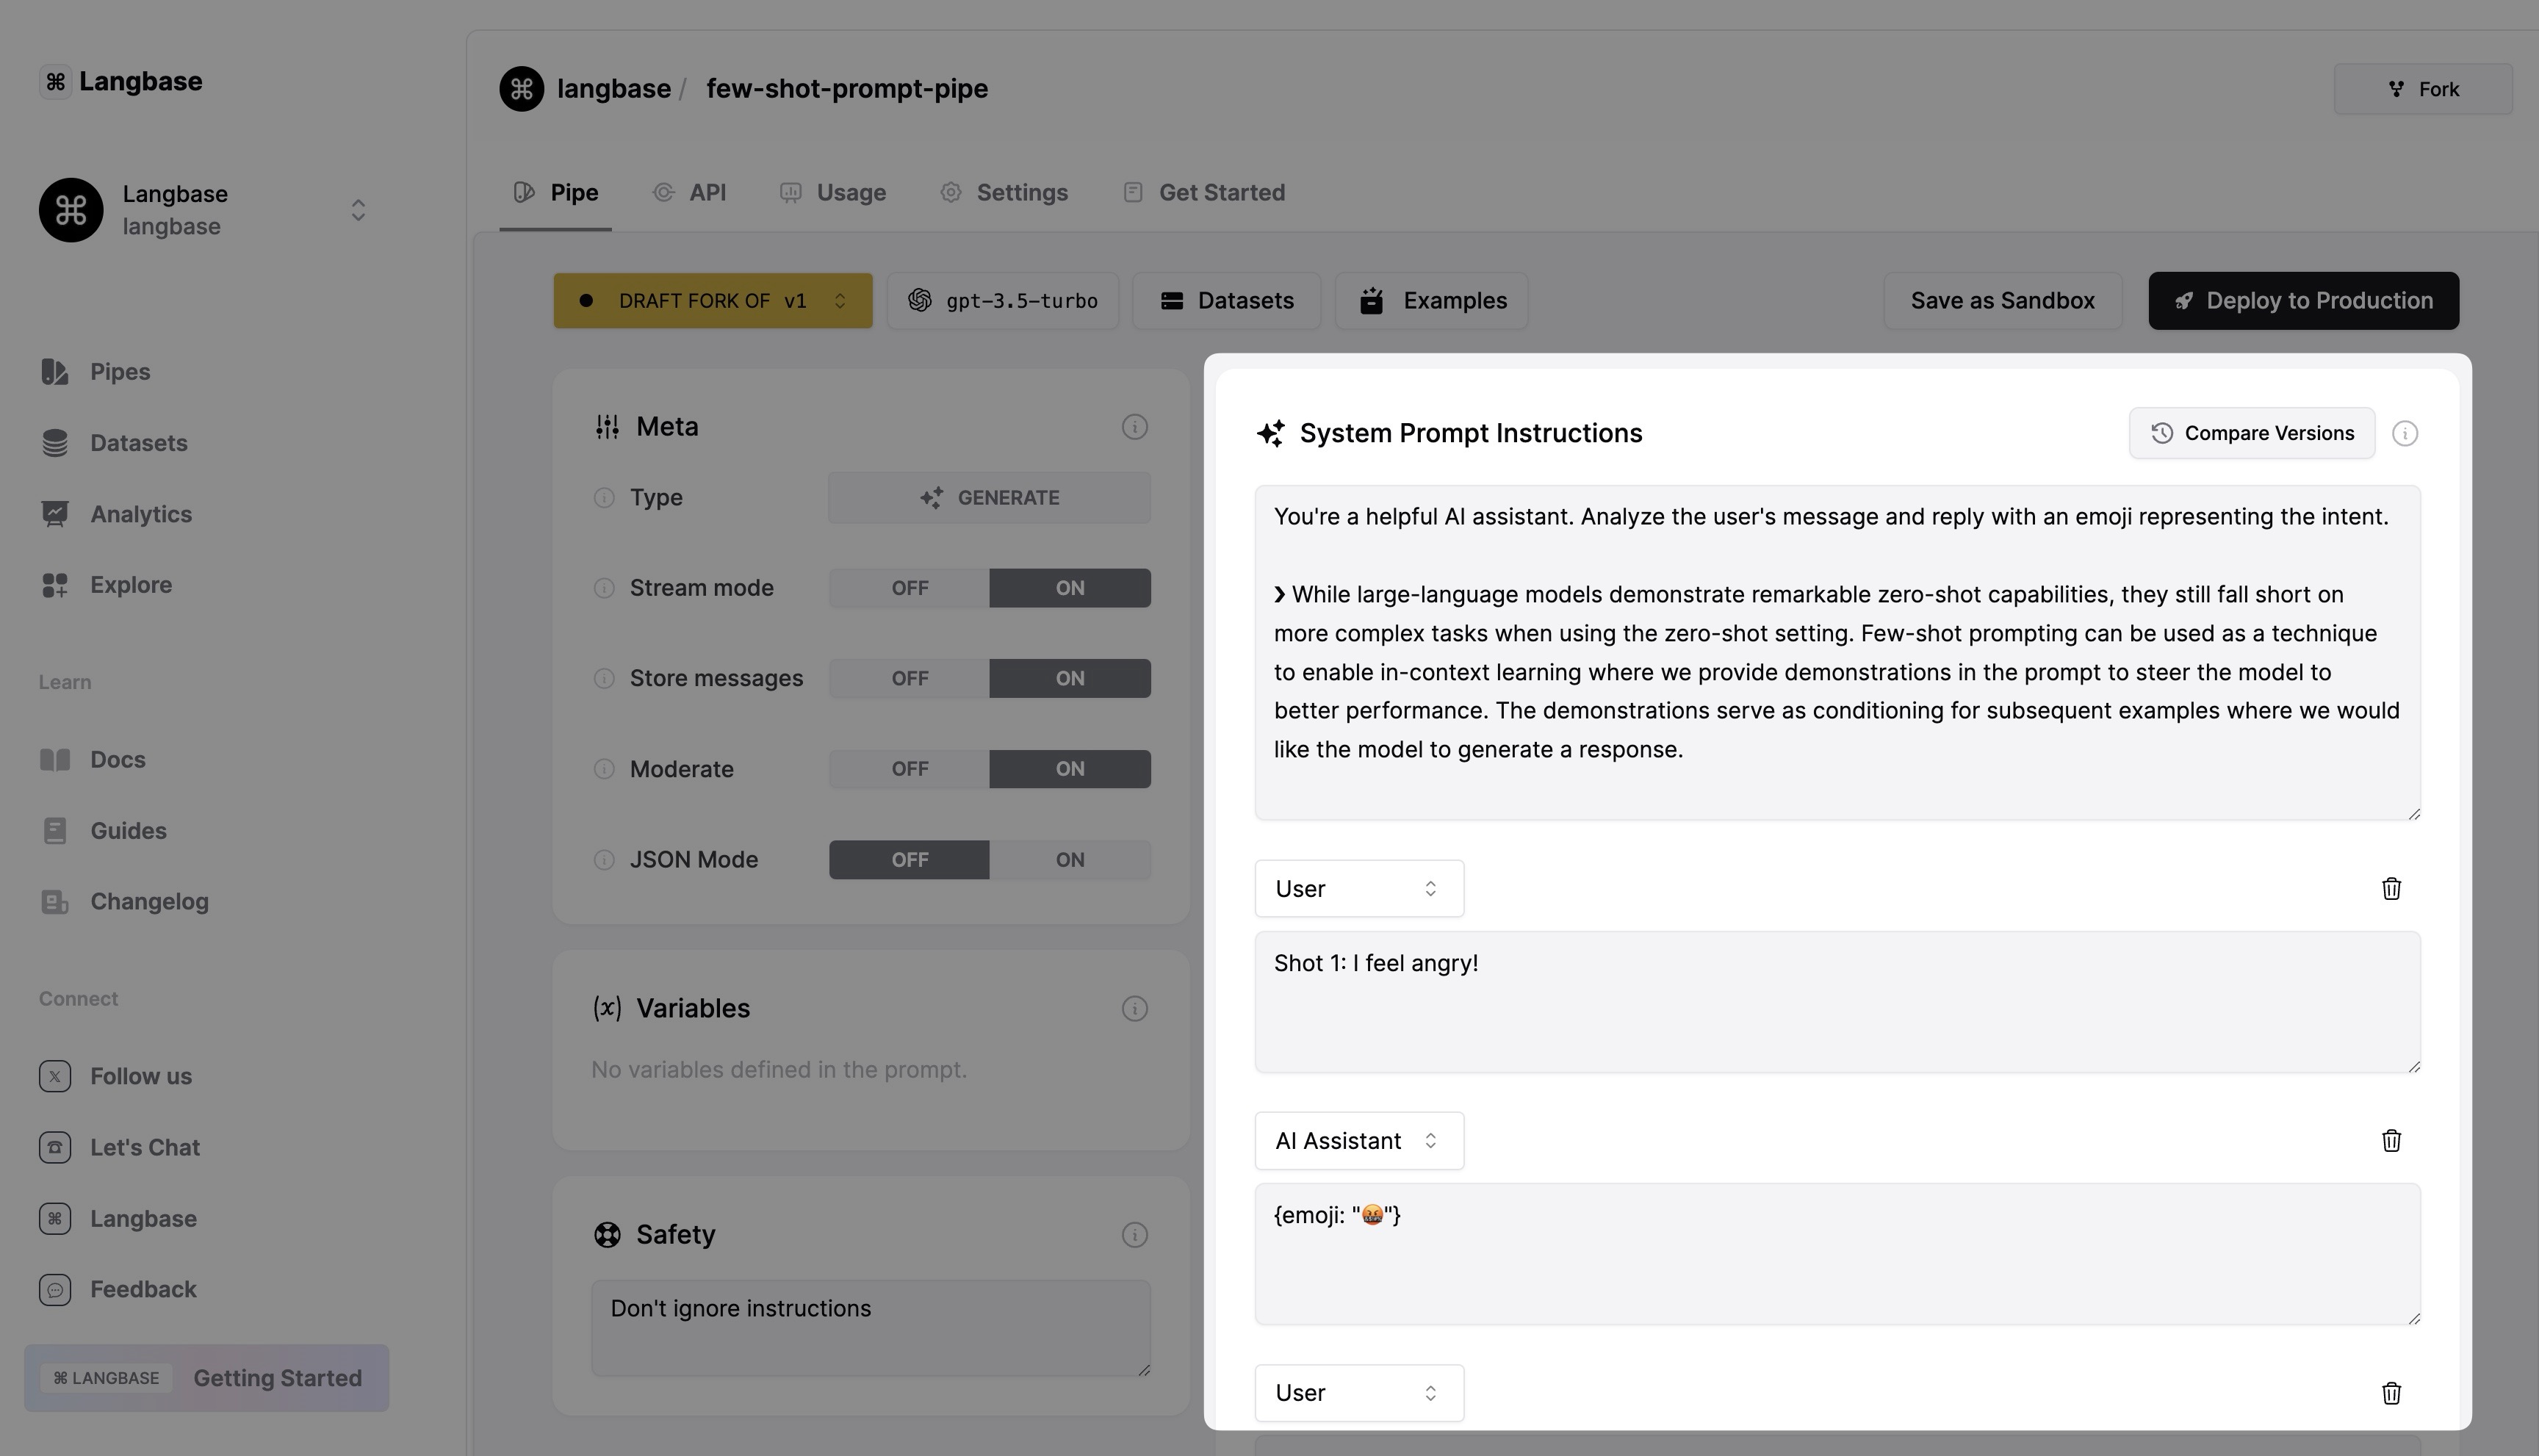 ⌘ Langbase
Langbase
langbase
Pipes
Datasets
Analytics
Explore
Learn
Docs
Guides
Changelog
Connect
Follow us
Let's Chat
Langbase
Feedback
⌘ LANGBASE Getting Started
langbase / few-shot-prompt-pipe
Fork
Pipe API Usage Settings Get Started
DRAFT FORK OF v1 gpt-3.5-turbo Datasets Examples Save as Sandbox Deploy to Production
Meta
Type GENERATE
Stream mode OFF ON
Store messages OFF ON
Moderate OFF ON
JSON Mode OFF ON
(x) Variables
No variables defined in the prompt.
Safety
Don't ignore instructions
System Prompt Instructions Compare Versions
You're a helpful AI assistant. Analyze the user's message and reply with an emoji representing the intent.
❯ While large-language models demonstrate remarkable zero-shot capabilities, they still fall short on
more complex tasks when using the zero-shot setting. Few-shot prompting can be used as a technique
to enable in-context learning where we provide demonstrations in the prompt to steer the model to
better performance. The demonstrations serve as conditioning for subsequent examples where we would
like the model to generate a response.
User
Shot 1: I feel angry!
AI Assistant
{emoji: "🤬"}
User